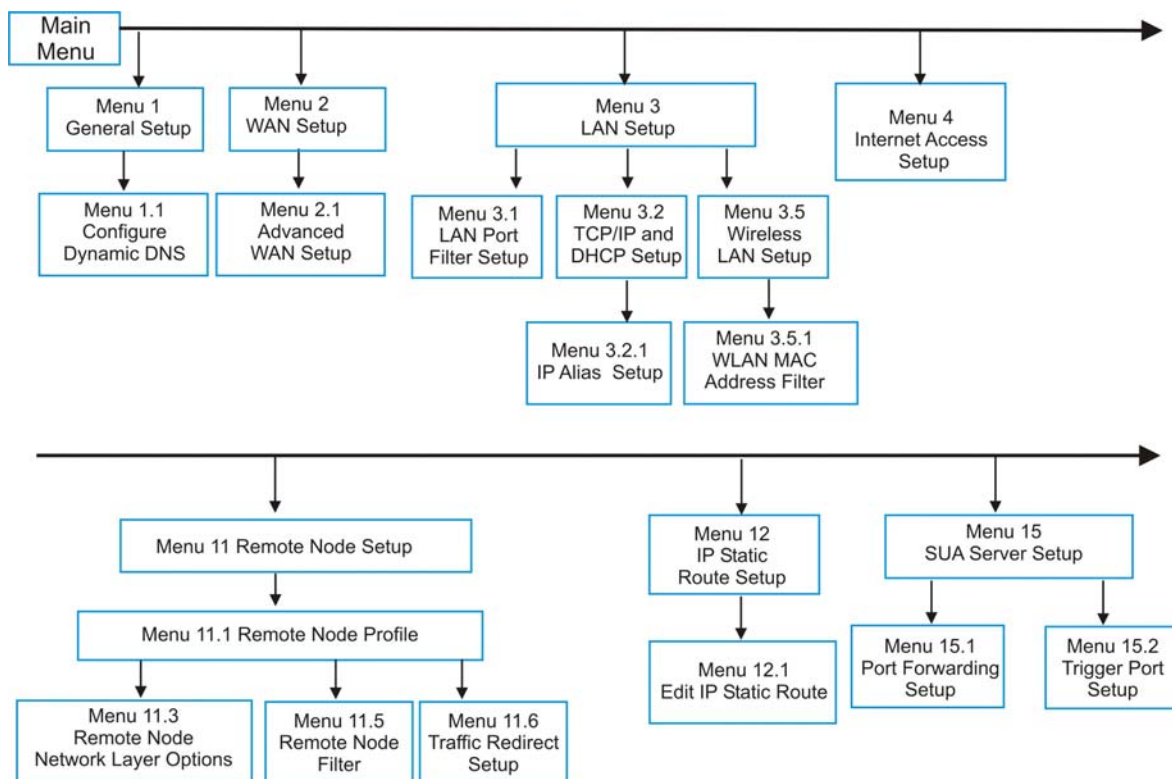 Main
Menu
Menu 1
General Setup
Menu 2
WAN Setup
Menu 3
LAN Setup
Menu 4
Internet Access
Setup
Menu 1.1
Configure
Dynamic DNS
Menu 2.1
Advanced
WAN Setup
Menu 3.1
LAN Port
Filter Setup
Menu 3.2
TCP/IP and
DHCP Setup
Menu 3.5
Wireless
LAN Setup
Menu 3.2.1
IP Alias Setup
Menu 3.5.1
WLAN MAC
Address Filter
Menu 11 Remote Node Setup
Menu 12
IP Static
Route Setup
Menu 15
SUA Server Setup
Menu 11.1 Remote Node Profile
Menu 12.1
Edit IP Static Route
Menu 15.1
Port Forwarding
Setup
Menu 15.2
Trigger Port
Setup
Menu 11.3
Remote Node
Network Layer Options
Menu 11.5
Remote Node
Filter
Menu 11.6
Traffic Redirect
Setup